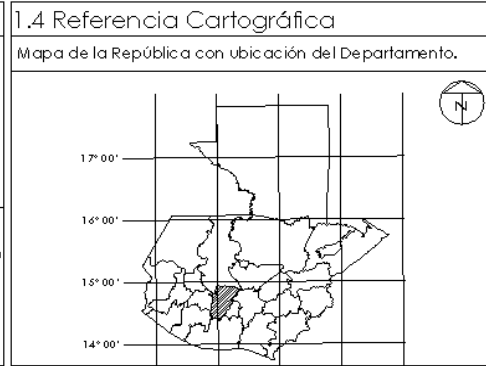 1.4 Referencia Cartográfica
Mapa de la República con ubicación del Departamento.
N
17° 00'
16° 00'
15° 00'
14° 00'